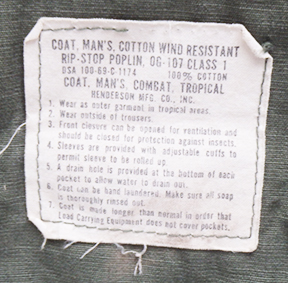 COAT, MAN'S, COTTON WIND RESISTANT
RIP-STOP POPLIN, OG-107 CLASS 1
DSA 100-69-C-1174 100% COTTON
COAT, MAN'S, COMBAT, TROPICAL
HENDERSON MFG. CO., INC.
1. Wear as outer garment in tropical areas.
2. Wear outside of trousers.
3. Front closure can be opened for ventilation and
should be closed for protection against insects.
4. Sleeves are provided with adjustable cuffs to
permit sleeve to be rolled up.
5. A drain hole is provided at the bottom of each
pocket to allow water to drain out.
6. Coat can be hand laundered. Make sure all soap
is thoroughly rinsed out.
7. Coat is made longer than normal in order that
Load Carrying Equipment does not cover pockets.